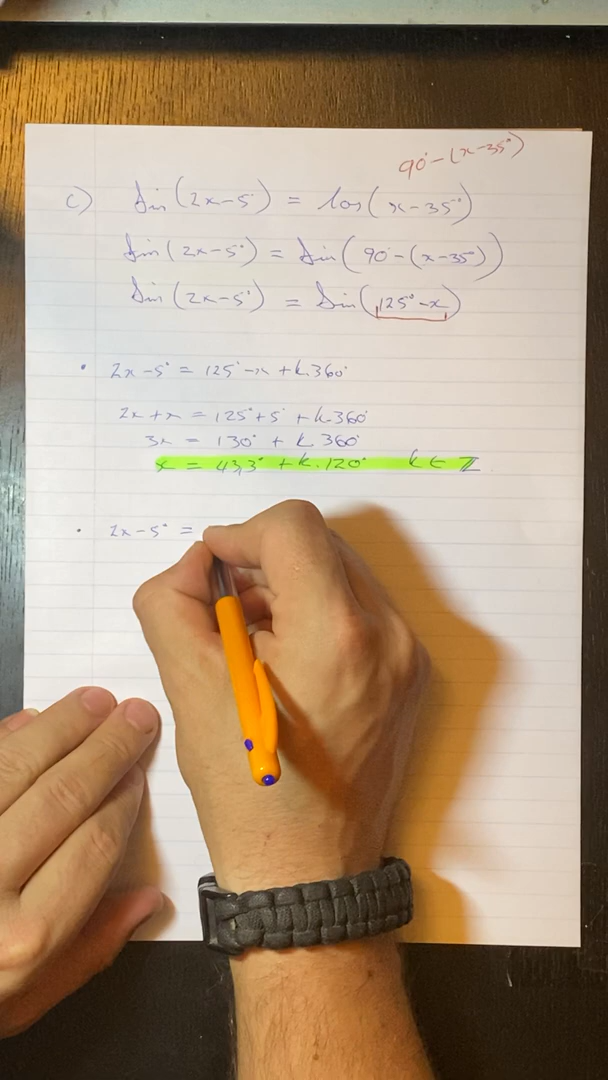 90° - (x - 35°)
c) Sin(2x - 5°) = Cos(x - 35°)
Sin(2x - 5°) = Sin(90° - (x - 35°))
Sin(2x - 5°) = Sin(125° - x)
• 2x - 5° = 125° - x + k.360°
2x + x = 125° + 5° + k.360°
3x = 130° + k 360°
x = 43,3° + k.120° k ∈ Z
• 2x - 5° =